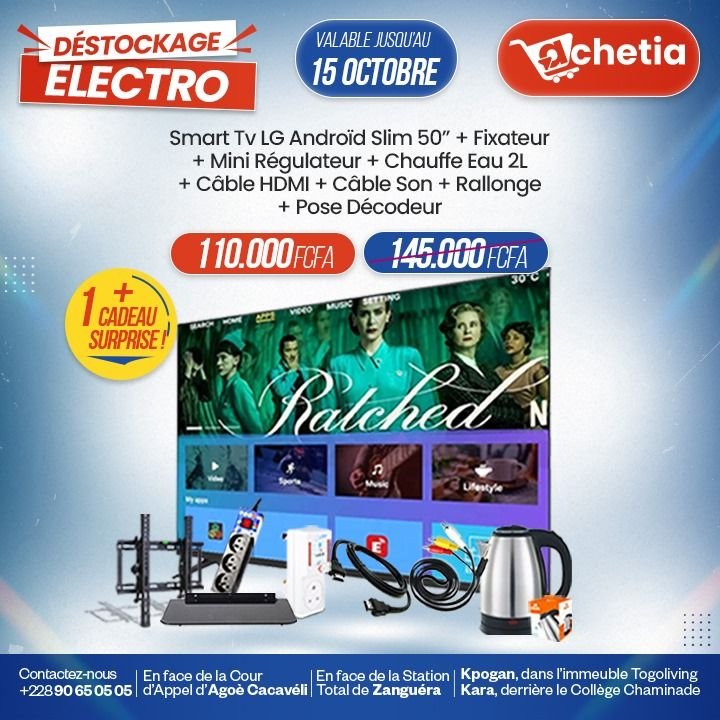 DÉSTOCKAGE
ELECTRO
VALABLE JUSQU'AU
15 OCTOBRE
achetia
Smart Tv LG Androïd Slim 50" + Fixateur
+ Mini Régulateur + Chauffe Eau 2L
+ Câble HDMI + Câble Son + Rallonge
+ Pose Décodeur
110.000 FCFA
145.000 FCFA
+
1 CADEAU
SURPRISE !
30°C
SEARCH HOME APPS VIDEO MUSIC SETTING
Ratched
N
Video
Sports
Music
Lifestyle
My apps
E
Contactez-nous
+228 90 65 05 05
En face de la Cour
d'Appel d'Agoè Cacavéli
En face de la Station
Total de Zanguéra
Kpogan, dans l'immeuble Togoliving
Kara, derrière le Collège Chaminade